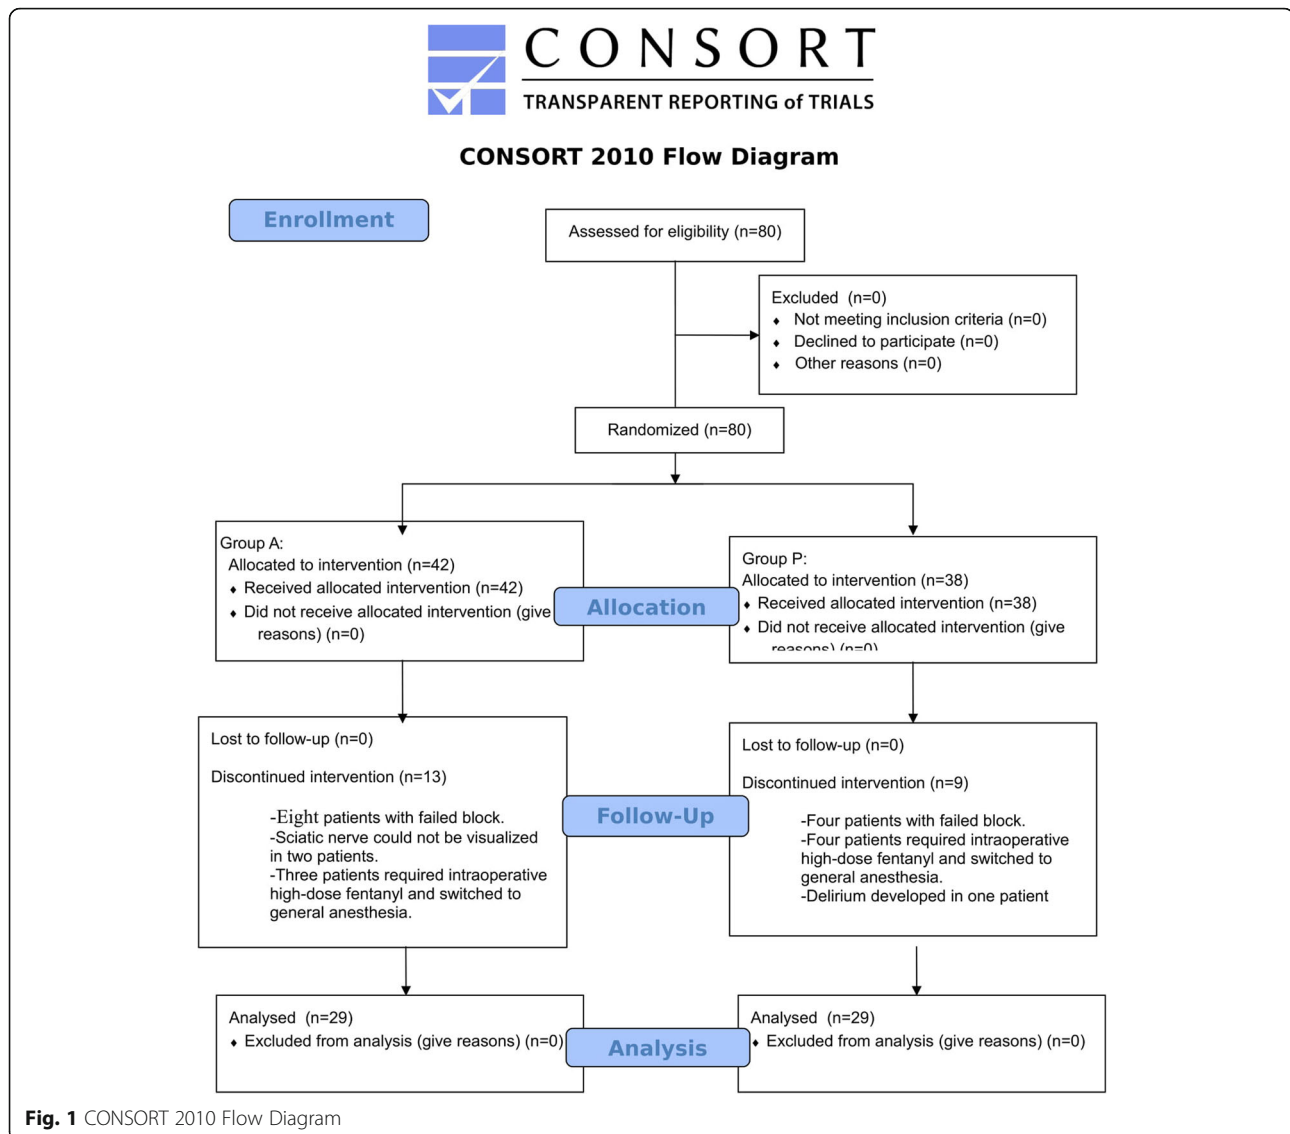 CONSORT
TRANSPARENT REPORTING of TRIALS
CONSORT 2010 Flow Diagram
Enrollment
Assessed for eligibility (n=80)
Excluded (n=0)
♦ Not meeting inclusion criteria (n=0)
♦ Declined to participate (n=0)
♦ Other reasons (n=0)
Randomized (n=80)
Group A:
Allocated to intervention (n=42)
♦ Received allocated intervention (n=42)
♦ Did not receive allocated intervention (give
reasons) (n=0)
Allocation
Group P:
Allocated to intervention (n=38)
♦ Received allocated intervention (n=38)
♦ Did not receive allocated intervention (give
reasons) (n=0)
Lost to follow-up (n=0)
Discontinued intervention (n=13)
-Eight patients with failed block.
-Sciatic nerve could not be visualized
in two patients.
-Three patients required intraoperative
high-dose fentanyl and switched to
general anesthesia.
Follow-Up
Lost to follow-up (n=0)
Discontinued intervention (n=9)
-Four patients with failed block.
-Four patients required intraoperative
high-dose fentanyl and switched to
general anesthesia.
-Delirium developed in one patient
Analysed (n=29)
♦ Excluded from analysis (give reasons) (n=0)
Analysis
Analysed (n=29)
♦ Excluded from analysis (give reasons) (n=0)
Fig. 1 CONSORT 2010 Flow Diagram